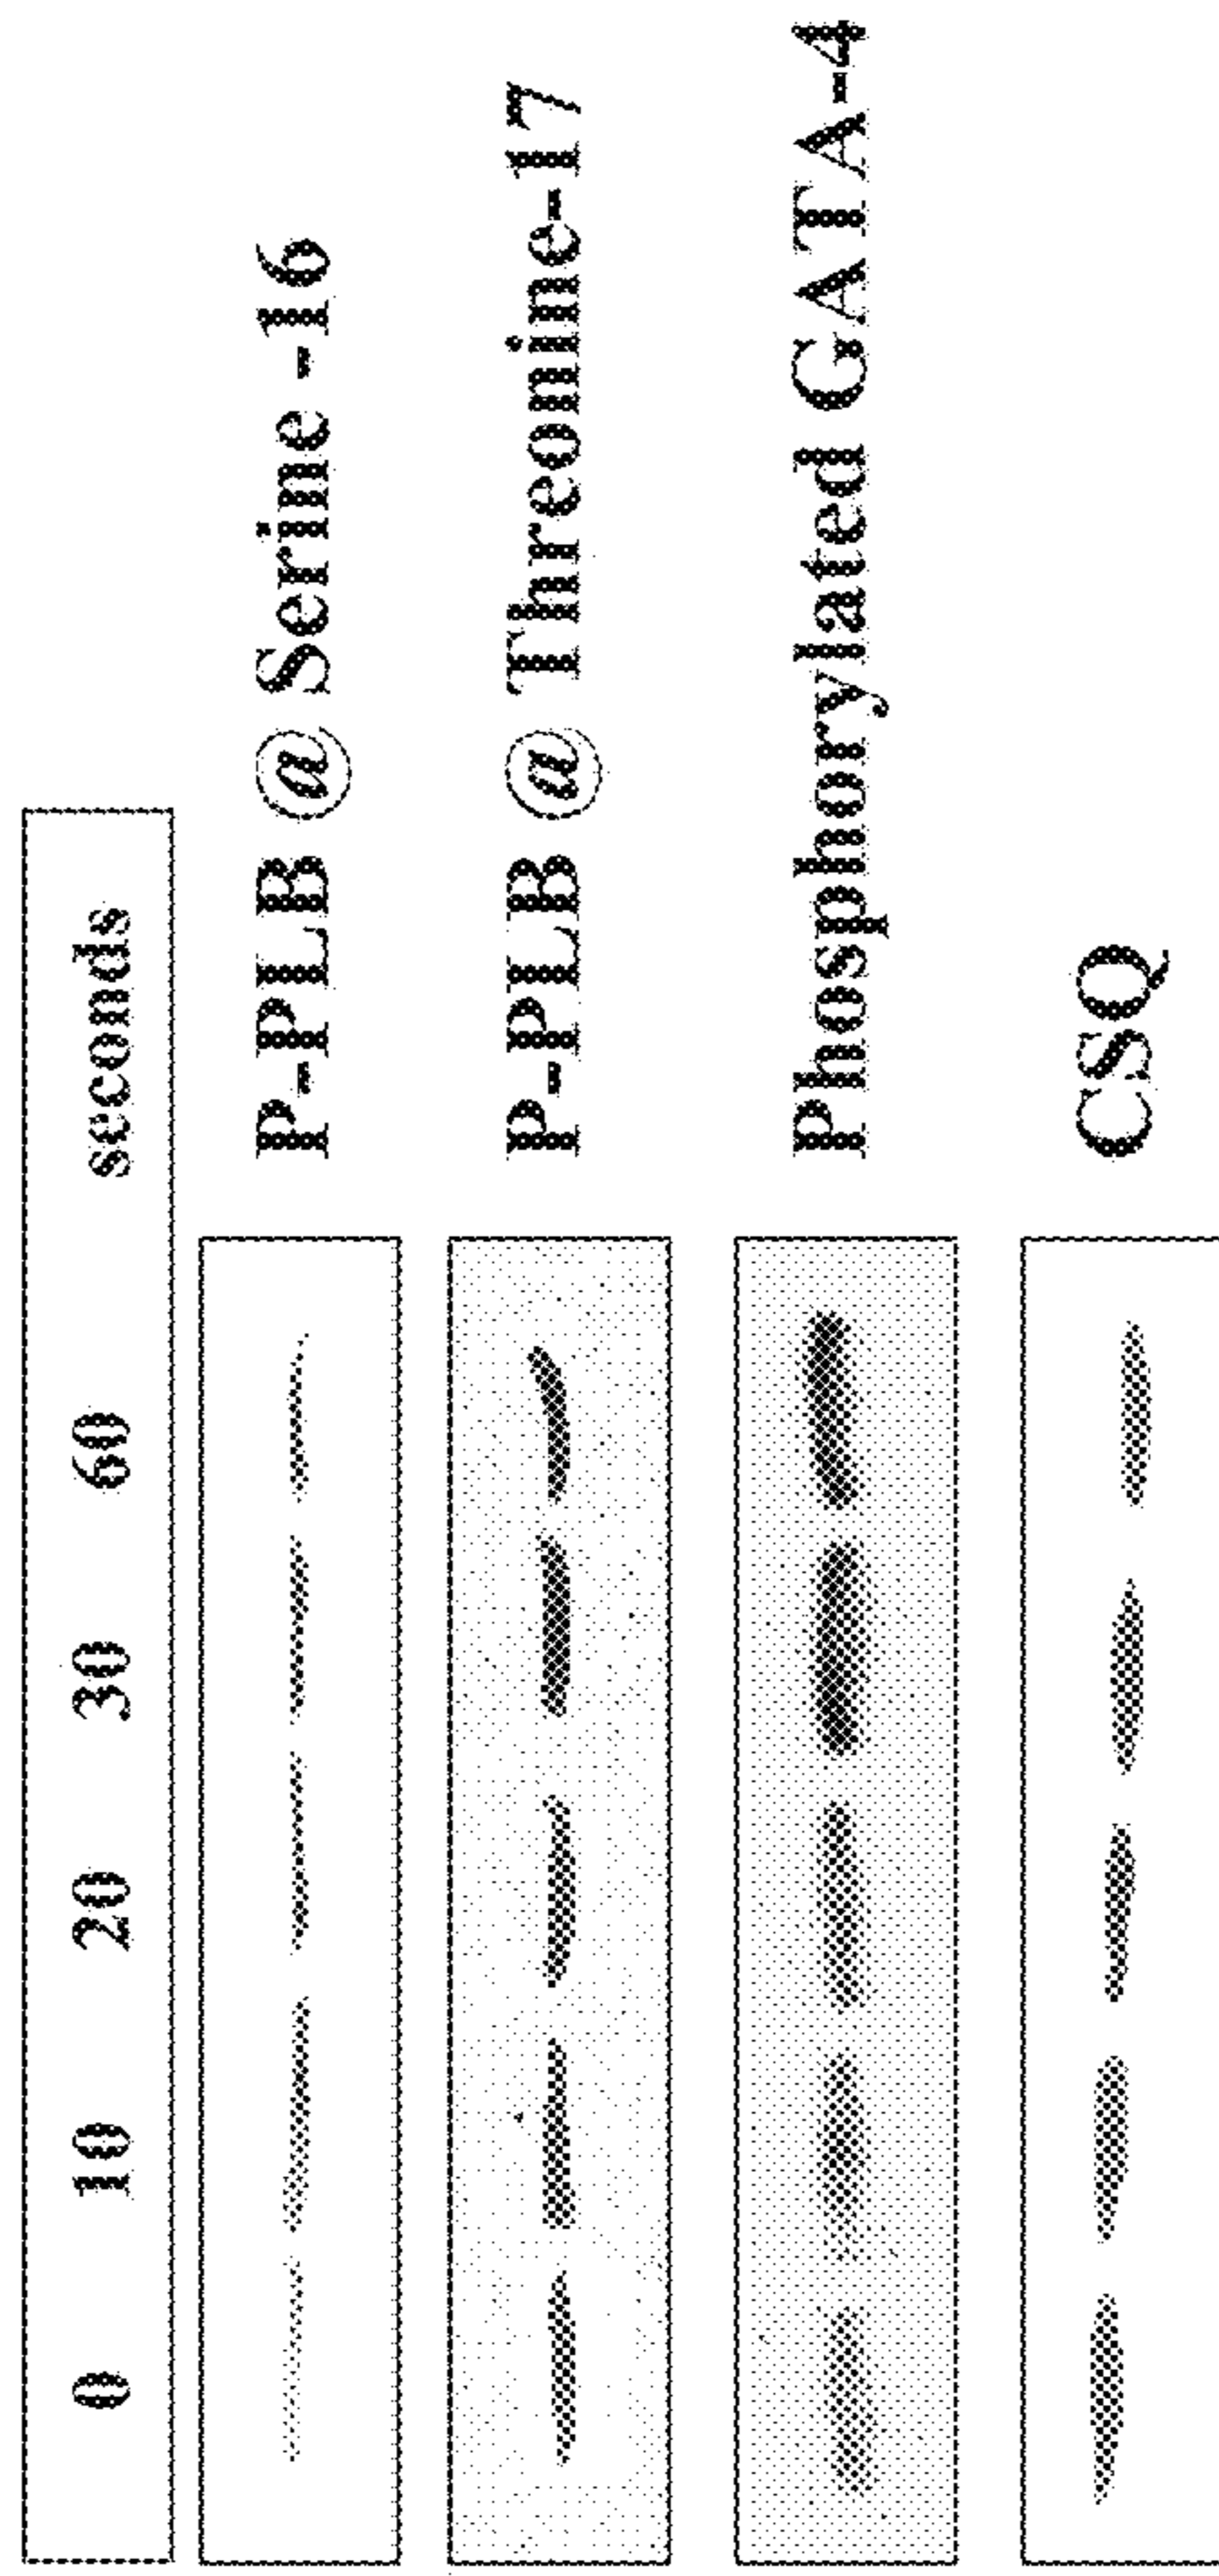 0 10 20 30 60 seconds
P-PLB @ Serine -16
P-PLB @ Threonine-17
Phosphorylated GATA-4
CSQ